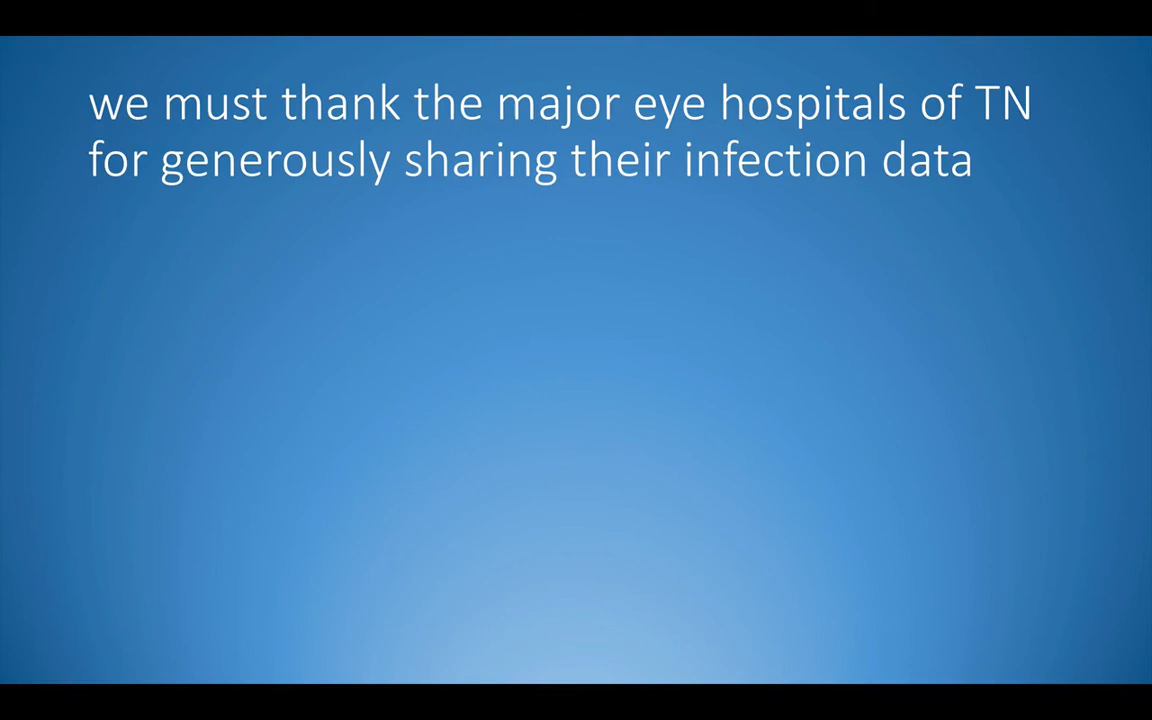 we must thank the major eye hospitals of TN
for generously sharing their infection data